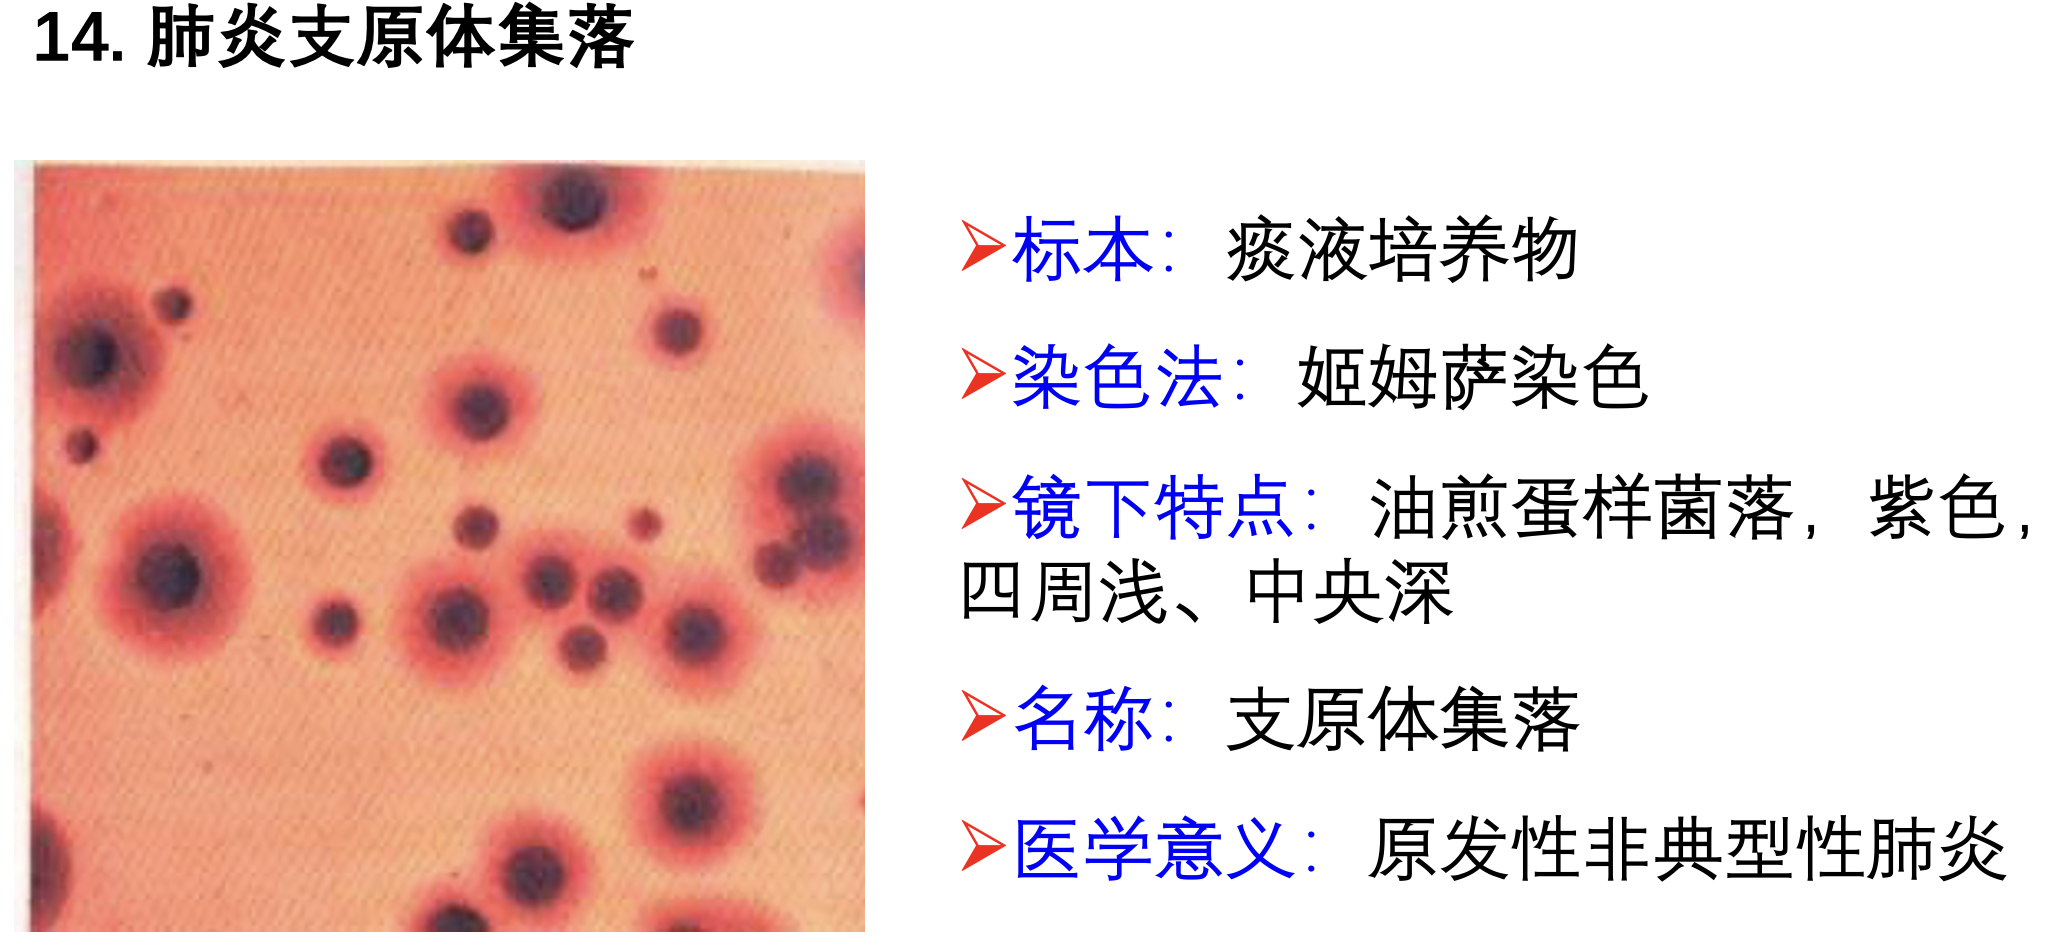 14. 肺炎支原体集落
➢标本：痰液培养物
➢染色法：姬姆萨染色
➢镜下特点：油煎蛋样菌落，紫色，
四周浅、中央深
➢名称：支原体集落
➢医学意义：原发性非典型性肺炎